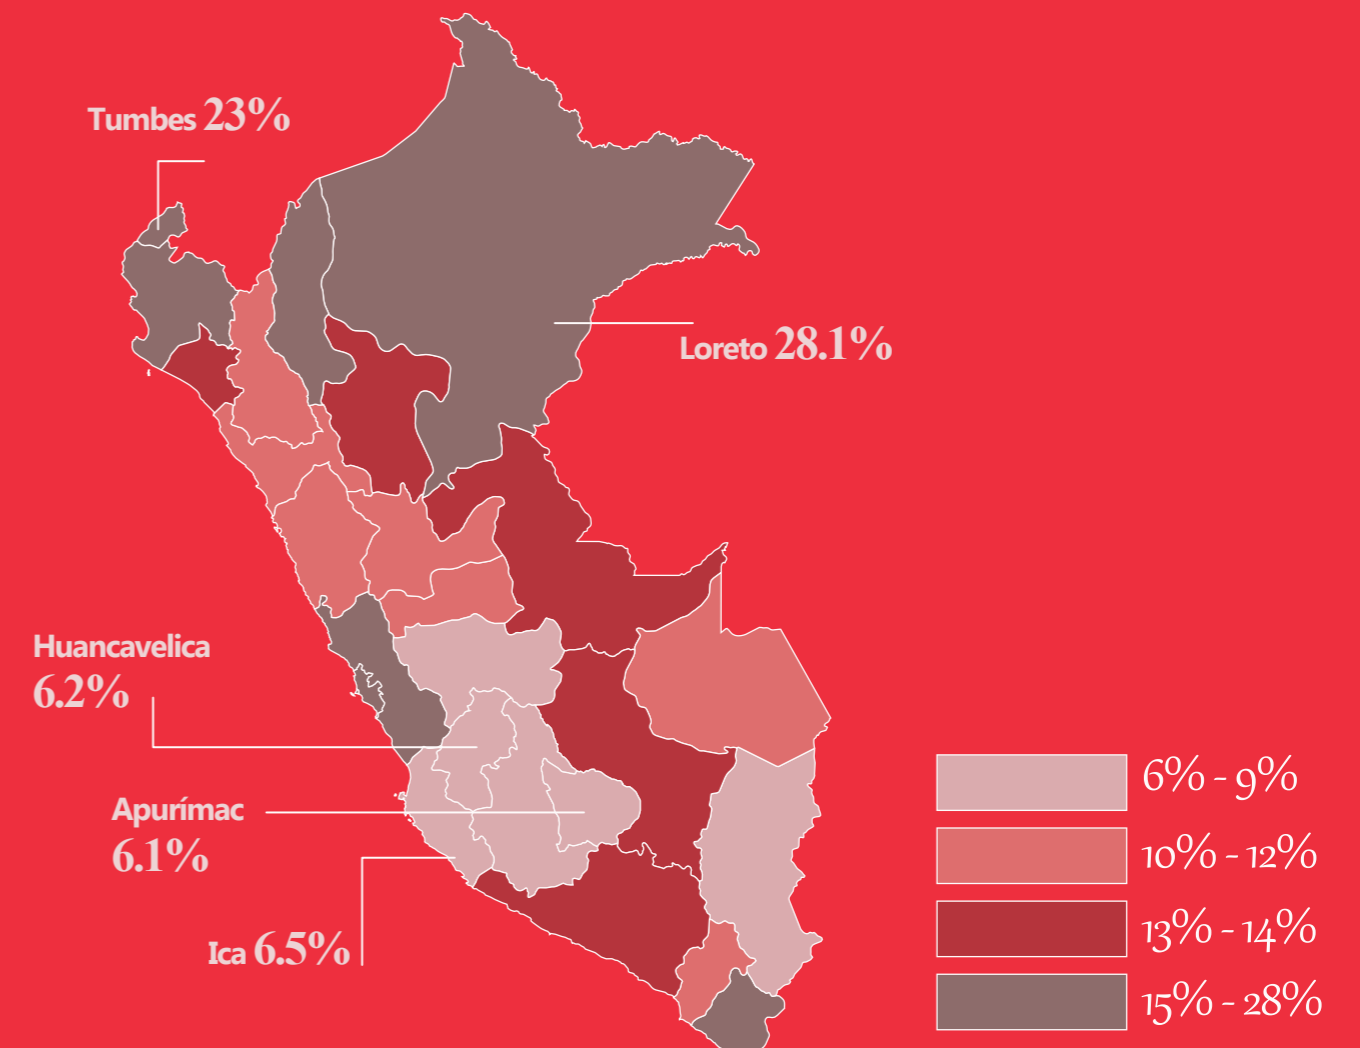 Tumbes 23%
Loreto 28.1%
Huancavelica
6.2%
Apurímac
6.1%
Ica 6.5%
6% - 9%
10% - 12%
13% - 14%
15% - 28%